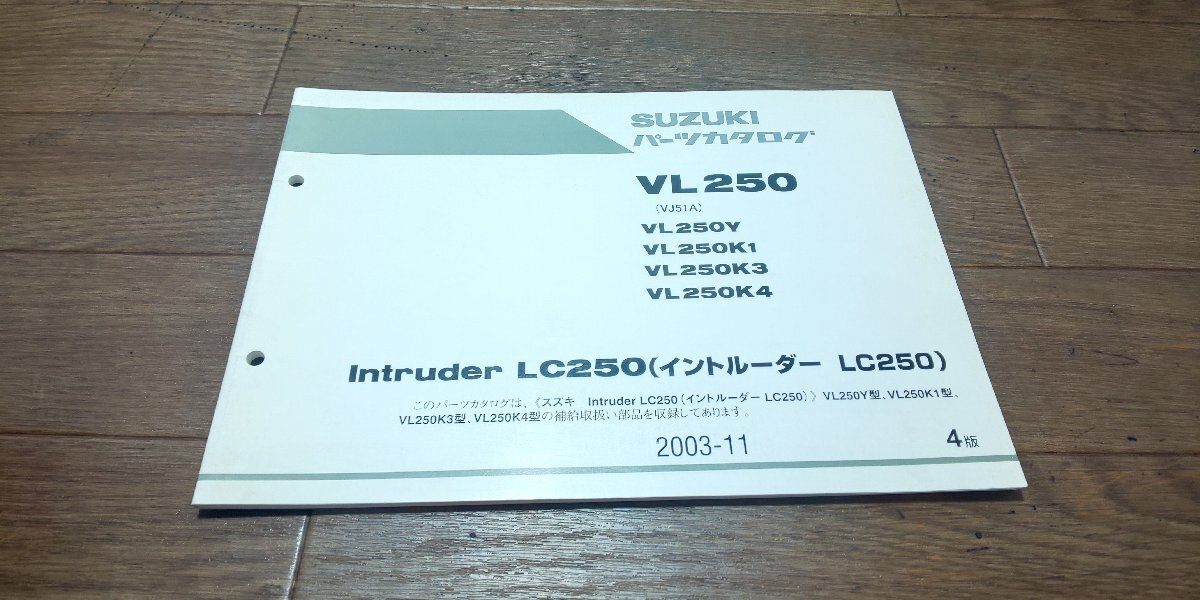 SUZUKI
パーツカタログ
VL250
(VJ51A)
VL250Y
VL250K1
VL250K3
VL250K4
Intruder LC250(イントルーダー LC250)
このパーツカタログは、《スズキ Intruder LC250(イントルーダー LC250)》VL250Y型、VL250K1型、
VL250K3型、VL250K4型の補給取扱い部品を収録してあります。
2003-11
4版